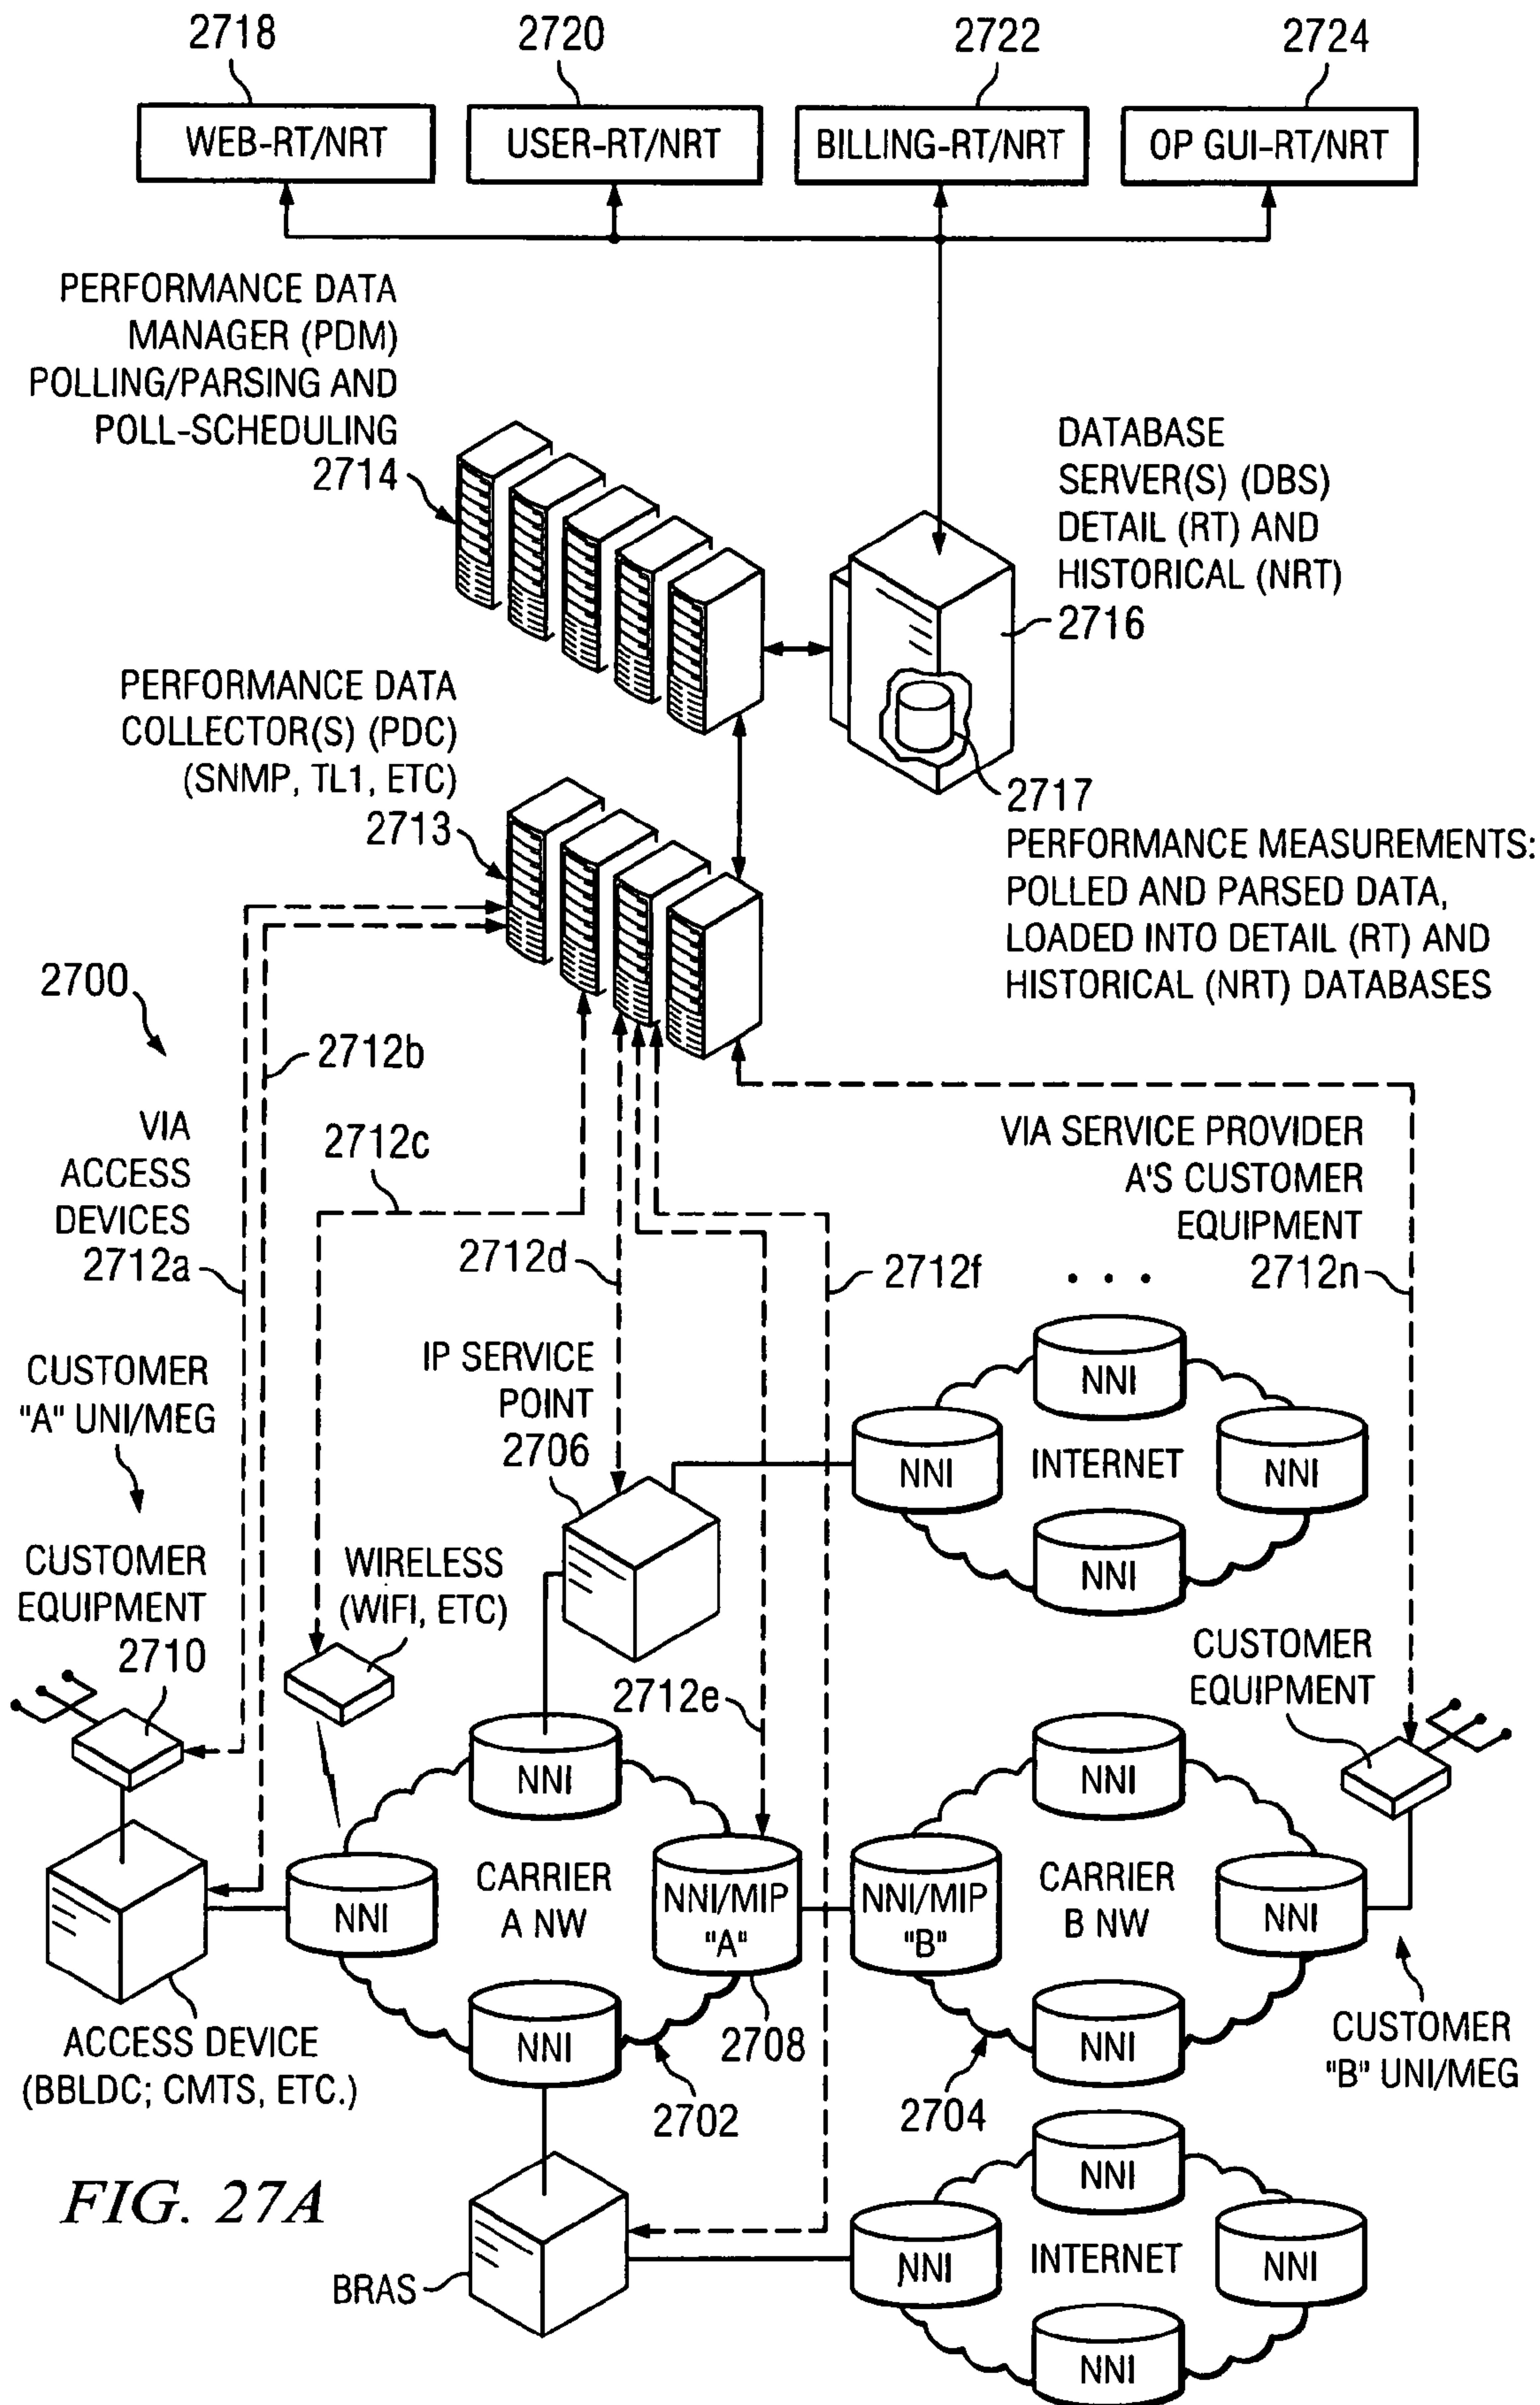 2718
2720
2722
2724
WEB-RT/NRT
USER-RT/NRT
BILLING-RT/NRT
OP GUI-RT/NRT
PERFORMANCE DATA
MANAGER (PDM)
POLLING/PARSING AND
POLL-SCHEDULING
2714
DATABASE
SERVER(S) (DBS)
DETAIL (RT) AND
HISTORICAL (NRT)
2716
PERFORMANCE DATA
COLLECTOR(S) (PDC)
(SNMP, TL1, ETC)
2713
2717
PERFORMANCE MEASUREMENTS:
POLLED AND PARSED DATA,
LOADED INTO DETAIL (RT) AND
HISTORICAL (NRT) DATABASES
2700
2712b
VIA
ACCESS
DEVICES
2712a
2712c
2712d
2712f
VIA SERVICE PROVIDER
A'S CUSTOMER
EQUIPMENT
2712n
. . .
CUSTOMER
"A" UNI/MEG
IP SERVICE
POINT
2706
NNI
NNI
INTERNET
NNI
NNI
CUSTOMER
EQUIPMENT
2710
WIRELESS
(WIFI, ETC)
2712e
CUSTOMER
EQUIPMENT
NNI
NNI
CARRIER
A NW
NNI/MIP
"A"
NNI
NNI
NNI/MIP
"B"
CARRIER
B NW
NNI
NNI
ACCESS DEVICE
(BBLDC; CMTS, ETC.)
2702
2708
2704
CUSTOMER
"B" UNI/MEG
FIG. 27A
BRAS
NNI
NNI
INTERNET
NNI
NNI